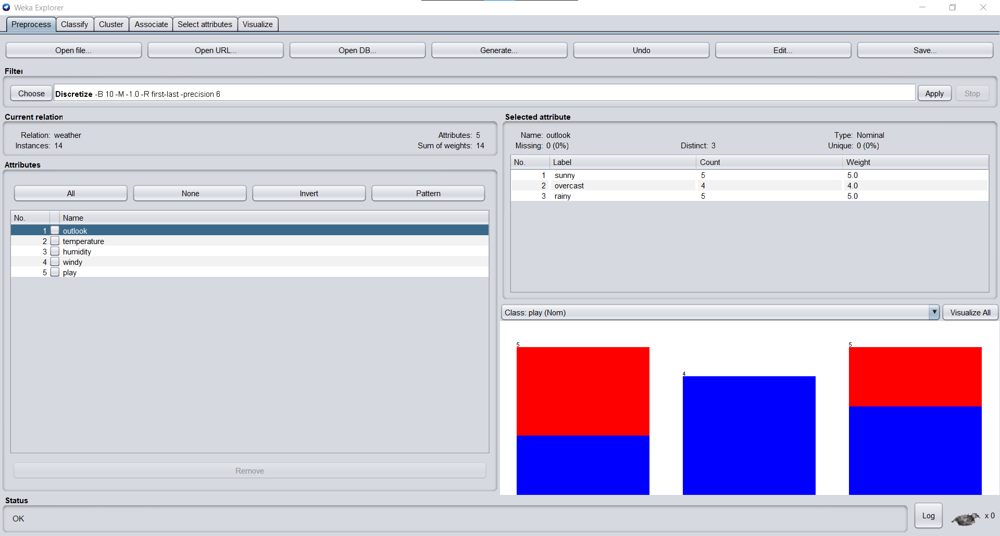 Weka Explorer
Preprocess Classify Cluster Associate Select attributes Visualize
Open file... Open URL... Open DB... Generate... Undo Edit... Save...
Filter
Choose Discretize -B 10 -M -1.0 -R first-last -precision 6 Apply Stop
Current relation
Relation: weather Attributes: 5
Instances: 14 Sum of weights: 14
Attributes
All None Invert Pattern
No. Name
1 outlook
2 temperature
3 humidity
4 windy
5 play
Remove
Selected attribute
Name: outlook Type: Nominal
Missing: 0 (0%) Distinct: 3 Unique: 0 (0%)
No. Label Count Weight
1 sunny 5 5.0
2 overcast 4 4.0
3 rainy 5 5.0
Class: play (Nom) Visualize All
5 4 5
Status
OK Log x 0